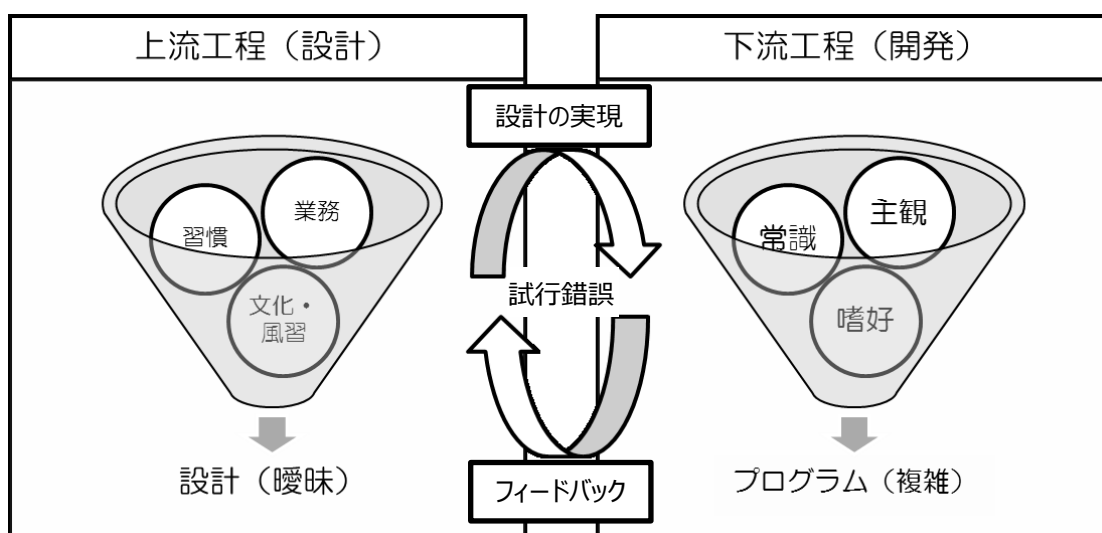 上流工程（設計）
下流工程（開発）
設計の実現
習慣
業務
文化・
風習
常識
主観
嗜好
試行錯誤
設計（曖昧）
プログラム（複雑）
フィードバック